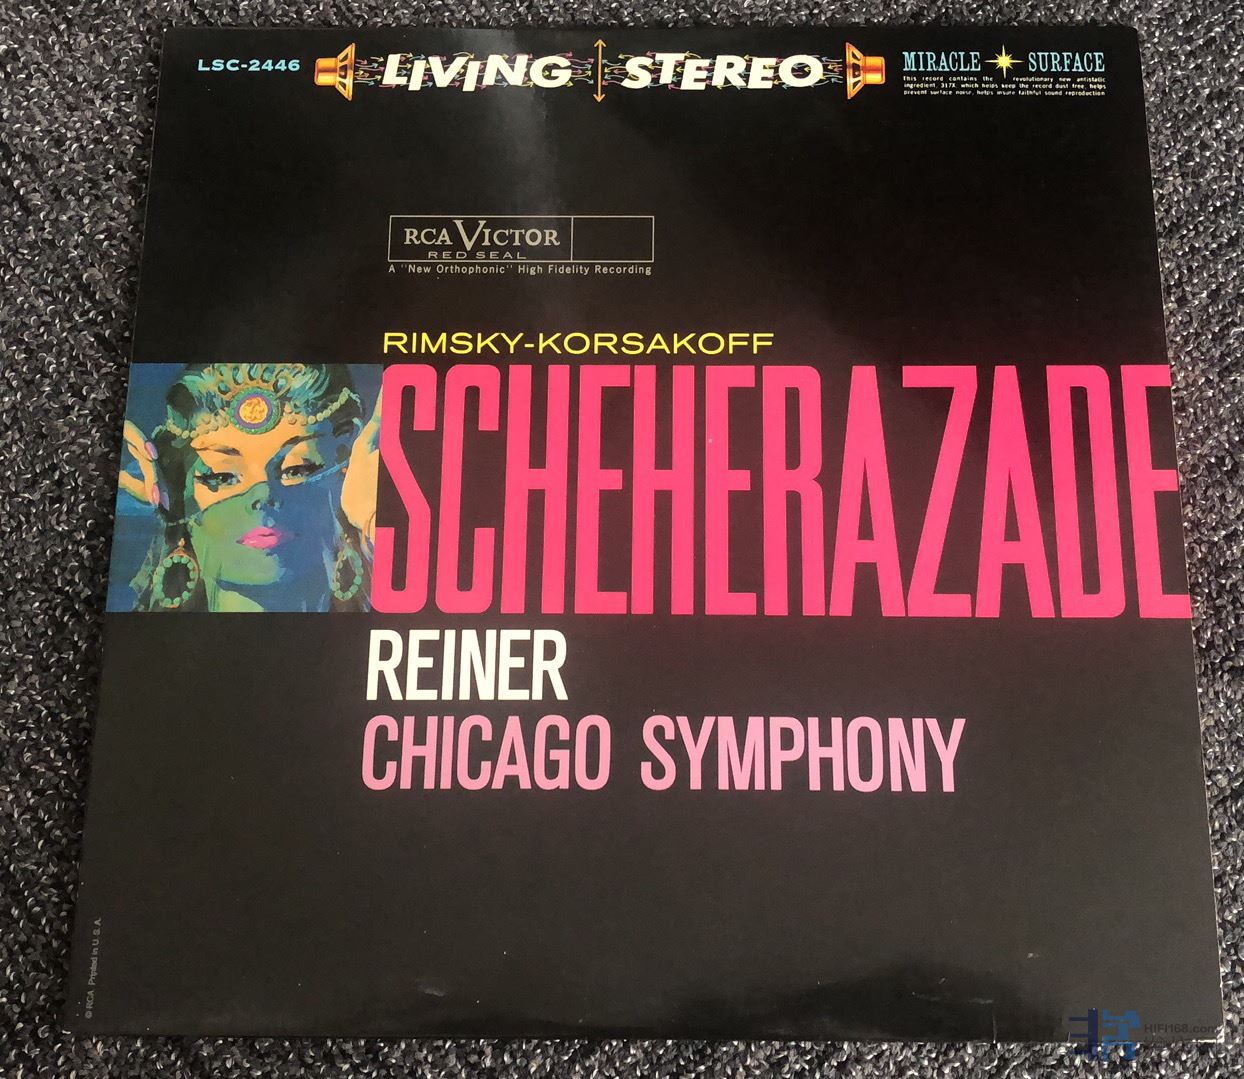 LSC-2446
LIVING STEREO
MIRACLE SURFACE
This record contains the revolutionary new antistatic
ingredient, 317X, which helps keep the record dust free, helps
prevent surface noise, helps insure faithful sound reproduction
RCA VICTOR
RED SEAL
A "New Orthophonic" High Fidelity Recording
RIMSKY-KORSAKOFF
SCHEHERAZADE
REINER
CHICAGO SYMPHONY
© RCA Printed in U.S.A.
HIFI168.com